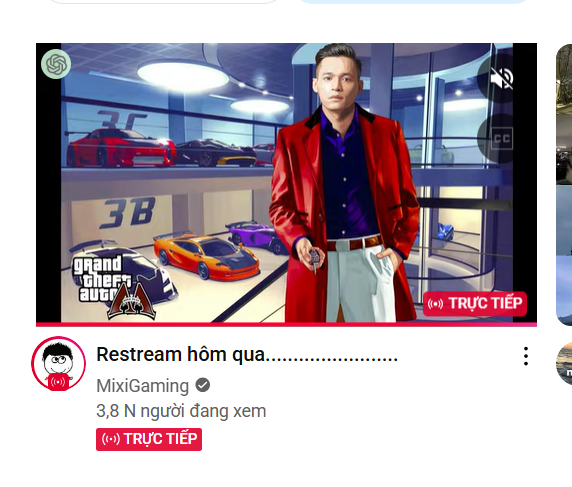 3C
CC
3B
grand
theft
auto
TRỰC TIẾP
Restream hôm qua........................
MixiGaming
3,8 N người đang xem
TRỰC TIẾP